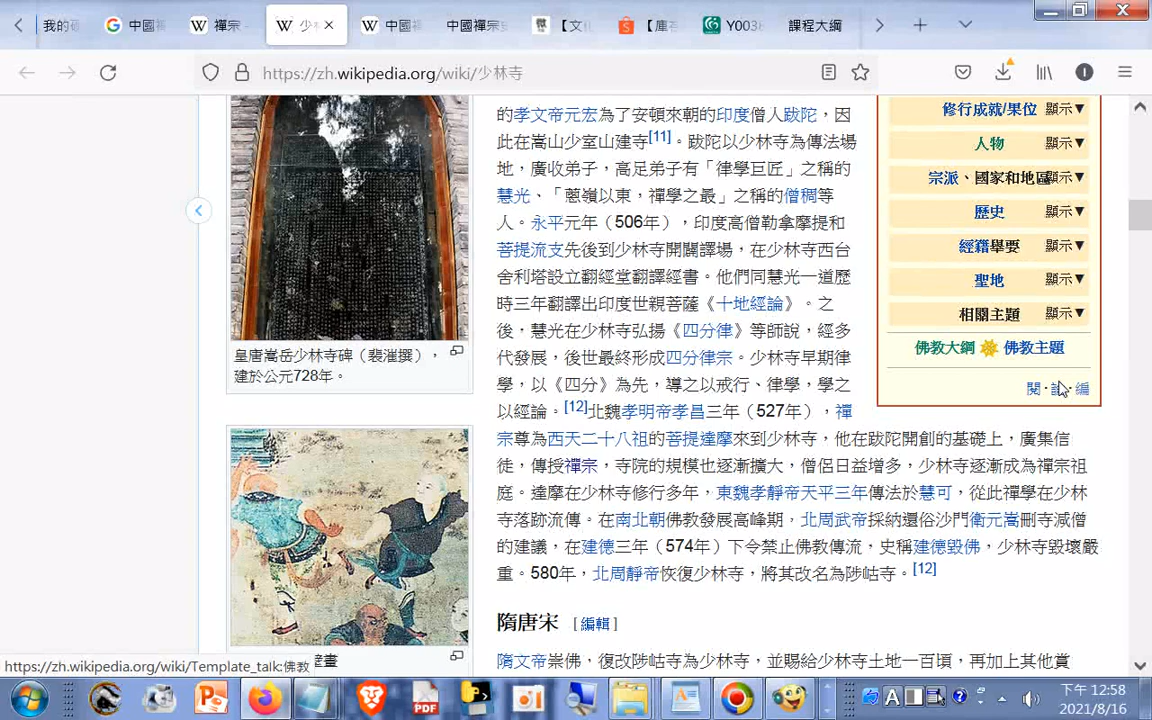 我的
中國禪
禪宗 -
少林
中國
中國禪宗
【文
【庫
Y0038
課程大綱
https://zh.wikipedia.org/wiki/少林寺
的孝文帝元宏為了安頓來朝的印度僧人跋陀，因
此在嵩山少室山建寺[11]。跋陀以少林寺為傳法場
地，廣收弟子，高足弟子有「律學巨匠」之稱的
慧光、「蔥嶺以東，禪學之最」之稱的僧稠等
人。永平元年（506年），印度高僧勒拿摩提和
菩提流支先後到少林寺開闢譯場，在少林寺西台
舍利塔設立翻經堂翻譯經書。他們同慧光一道歷
時三年翻譯出印度世親菩薩《十地經論》。之
後，慧光在少林寺弘揚《四分律》等師說，經多
代發展，後世最終形成四分律宗。少林寺早期律
學，以《四分》為先，導之以戒行、律學，學之
以經論。[12]北魏孝明帝孝昌三年（527年），禪
宗尊為西天二十八祖的菩提達摩來到少林寺，他在跋陀開創的基礎上，廣集信
徒，傳授禪宗，寺院的規模也逐漸擴大，僧侶日益增多，少林寺逐漸成為禪宗祖
庭。達摩在少林寺修行多年，東魏孝靜帝天平三年傳法於慧可，從此禪學在少林
寺落跡流傳。在南北朝佛教發展高峰期，北周武帝採納還俗沙門衛元嵩刪寺減僧
的建議，在建德三年（574年）下令禁止佛教傳流，史稱建德毀佛，少林寺毀壞嚴
重。580年，北周靜帝恢復少林寺，將其改名為陟岵寺。[12]
隋唐宋 [編輯]
隋文帝崇佛，復改陟岵寺為少林寺，並賜給少林寺土地一百頃，再加上其他賞
皇唐嵩岳少林寺碑（裴漼撰），
建於公元728年。
修行成就/果位 顯示▼
人物 顯示▼
宗派、國家和地區顯示▼
歷史 顯示▼
經籍舉要 顯示▼
聖地 顯示▼
相關主題 顯示▼
佛教大綱 佛教主題
閱 · 編
https://zh.wikipedia.org/wiki/Template_talk:佛教
畫
PDF
A
下午 12:58
2021/8/16